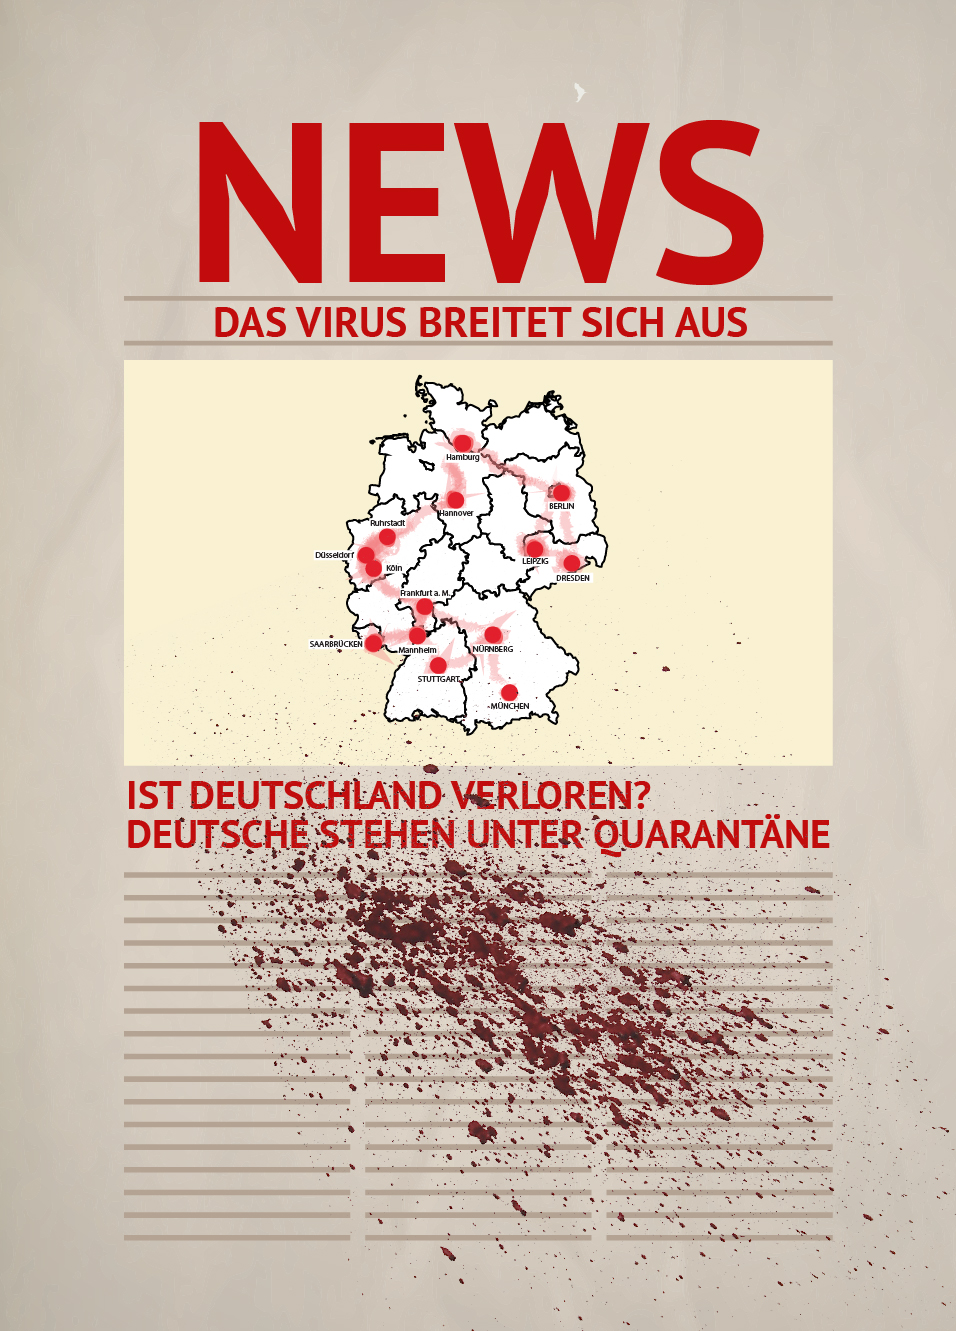 NEWS
DAS VIRUS BREITET SICH AUS
Hamburg
BERLIN
Hannover
Ruhrstadt
Düsseldorf
Köln
LEIPZIG
DRESDEN
Frankfurt a. M.
SAARBRÜCKEN
Mannheim
NÜRNBERG
STUTTGART
MÜNCHEN
IST DEUTSCHLAND VERLOREN?
DEUTSCHE STEHEN UNTER QUARANTÄNE